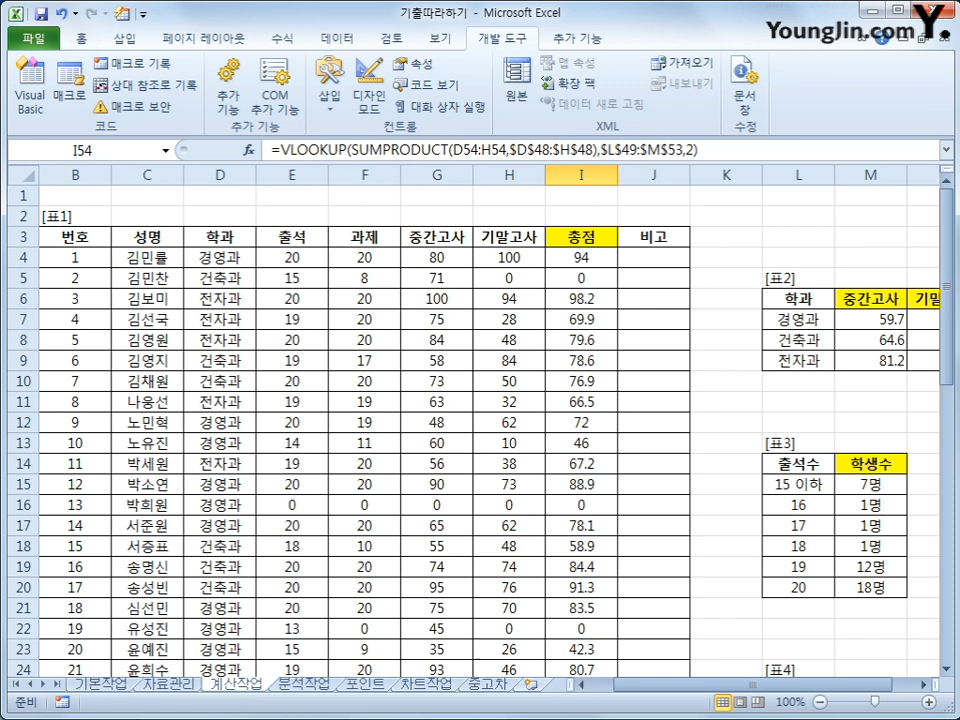 기출따라하기 - Microsoft Excel
Younglin.com
파일 홈 삽입 페이지 레이아웃 수식 데이터 검토 보기 개발 도구 추가 기능
Visual Basic
매크로
매크로 기록
상대 참조로 기록
매크로 보안
코드
추가 기능
COM 추가 기능
추가 기능
삽입
디자인 모드
속성
코드 보기
대화 상자 실행
컨트롤
원본
맵 속성
확장 팩
데이터 새로 고침
가져오기
내보내기
XML
문서 창
수정
I54 fx =VLOOKUP(SUMPRODUCT(D54:H54,$D$48:$H$48),$L$49:$M$53,2)
B C D E F G H I J K L M
1
2 [표1]
3 번호 성명 학과 출석 과제 중간고사 기말고사 총점 비고
4 1 김민률 경영과 20 20 80 100 94
5 2 김민찬 건축과 15 8 71 0 0 [표2]
6 3 김보미 전자과 20 20 100 94 98.2 학과 중간고사 기말
7 4 김선국 전자과 19 20 75 28 69.9 경영과 59.7
8 5 김영원 전자과 20 20 84 48 79.6 건축과 64.6
9 6 김영지 건축과 19 17 58 84 78.6 전자과 81.2
10 7 김채원 건축과 20 20 73 50 76.9
11 8 나웅선 전자과 19 19 63 32 66.5
12 9 노민혁 경영과 20 19 48 62 72
13 10 노유진 경영과 14 11 60 10 46 [표3]
14 11 박세원 전자과 19 20 56 38 67.2 출석수 학생수
15 12 박소연 경영과 20 20 90 73 88.9 15 이하 7명
16 13 박희원 경영과 0 0 0 0 0 16 1명
17 14 서준원 경영과 20 20 65 62 78.1 17 1명
18 15 서증표 건축과 18 10 55 48 58.9 18 1명
19 16 송명신 건축과 20 20 74 74 84.4 19 12명
20 17 송성빈 건축과 20 20 95 76 91.3 20 18명
21 18 심선민 경영과 20 20 75 70 83.5
22 19 유성진 경영과 13 0 45 0 0
23 20 윤예진 경영과 15 9 35 26 42.3
24 21 윤희수 경영과 19 20 93 46 80.7 [표4]
기본작업 자료관리 계산작업 분석작업 포인트 차트작업 중고차
준비 100%